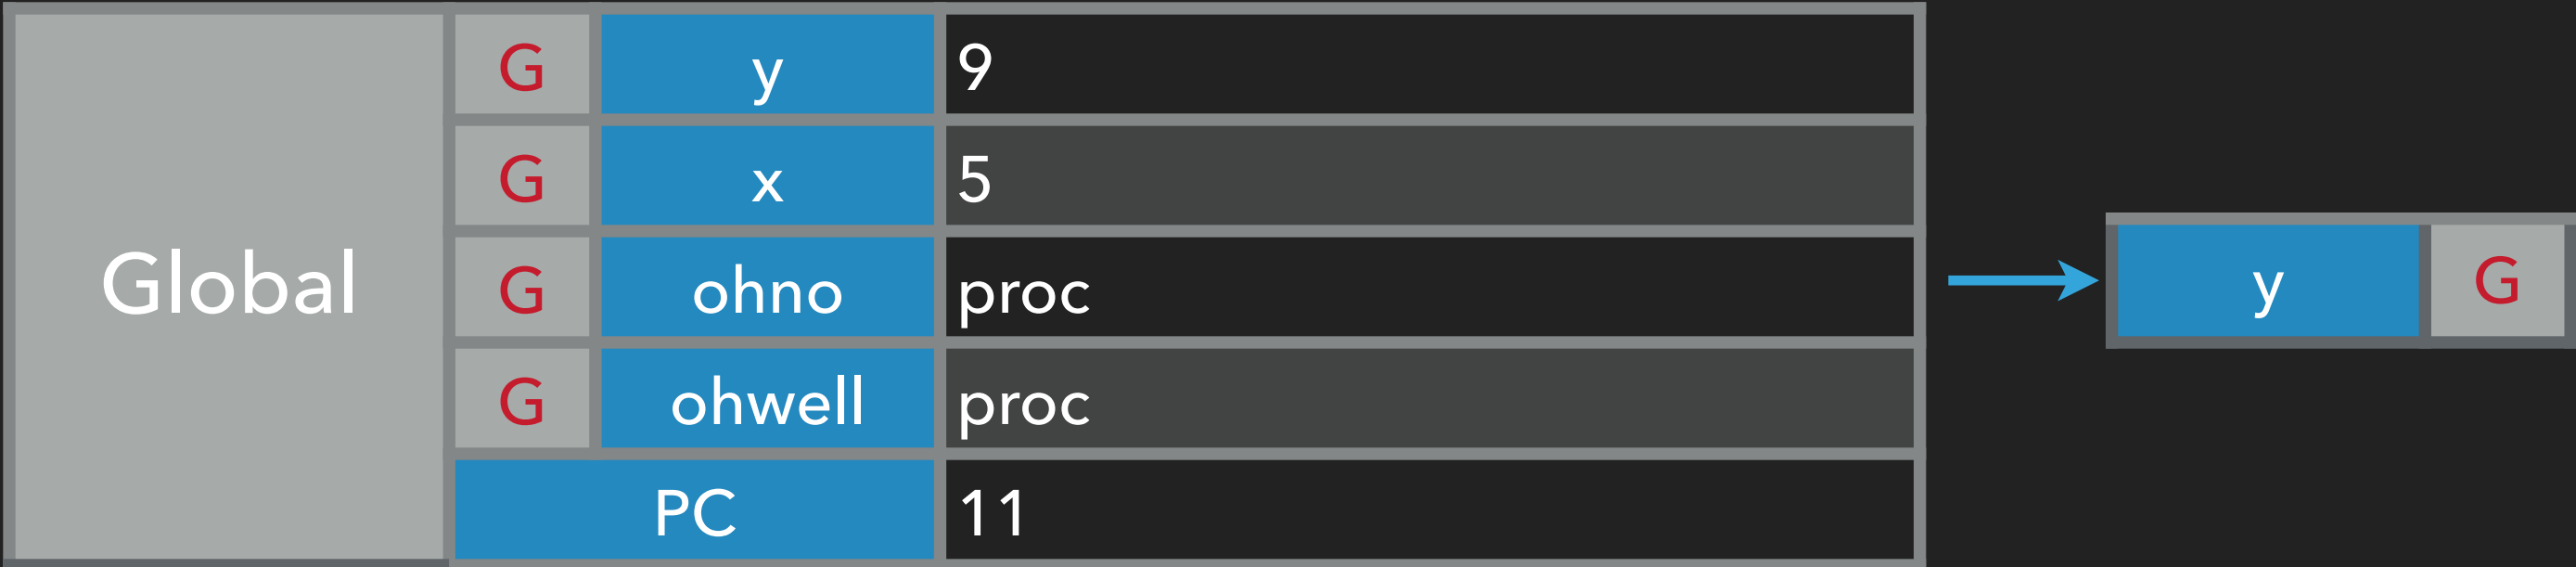 G y 9
G x 5
Global G ohno proc y G
G ohwell proc
PC 11